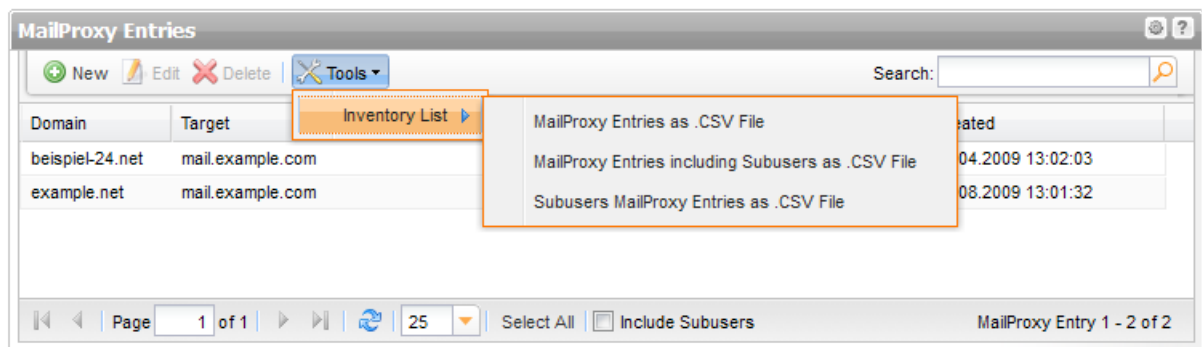 MailProxy Entries
New Edit Delete Tools Search:
Inventory List
MailProxy Entries as .CSV File
MailProxy Entries including Subusers as .CSV File
Subusers MailProxy Entries as .CSV File
Domain Target eated
beispiel-24.net mail.example.com 04.2009 13:02:03
example.net mail.example.com 08.2009 13:01:32
Page 1 of 1 25 Select All Include Subusers MailProxy Entry 1 - 2 of 2